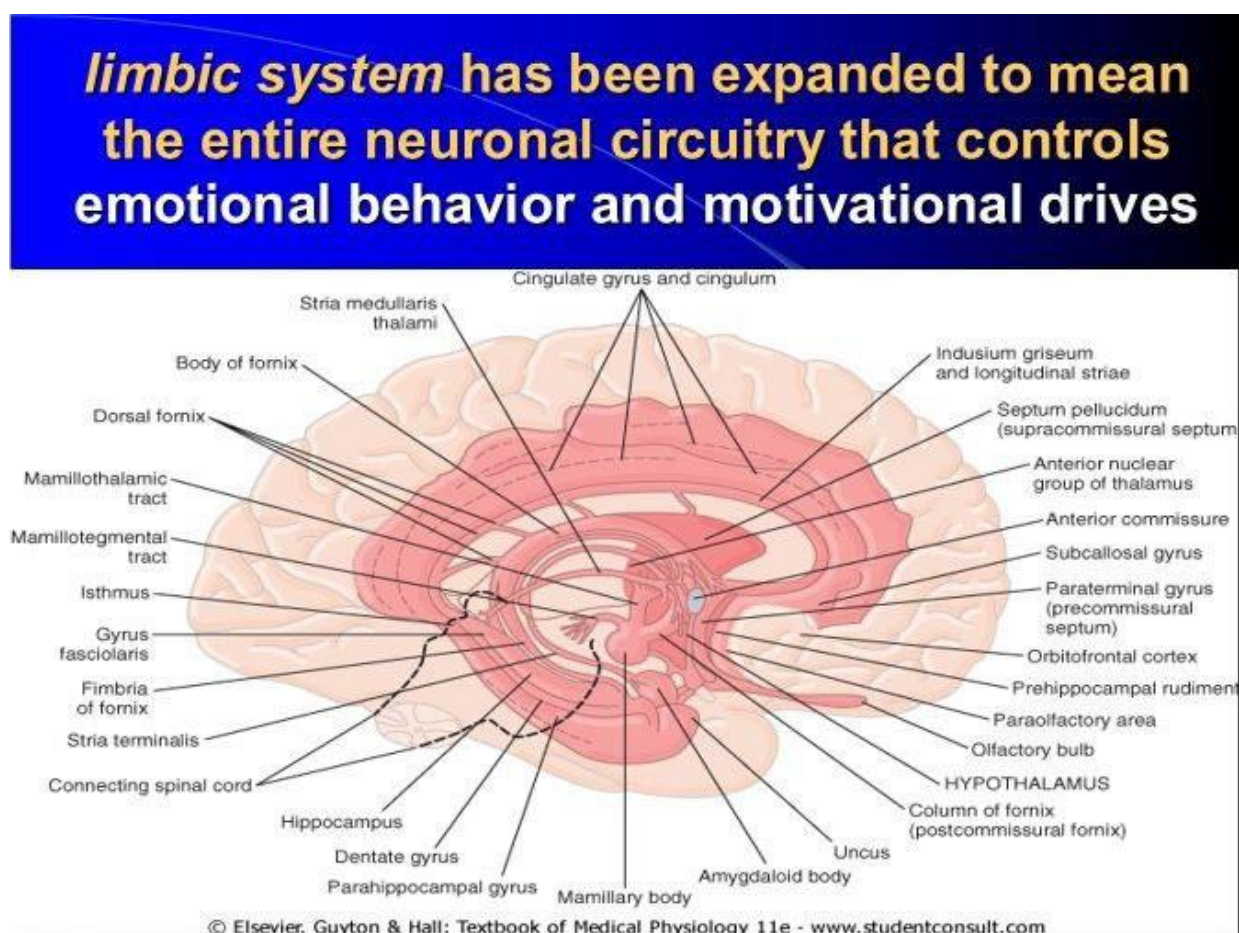 limbic system has been expanded to mean
the entire neuronal circuitry that controls
emotional behavior and motivational drives
Cingulate gyrus and cingulum
Stria medullaris
thalami
Body of fornix
Dorsal fornix
Mamillothalamic
tract
Mamillotegmental
tract
Isthmus
Gyrus
fasciolaris
Fimbria
of fornix
Stria terminalis
Connecting spinal cord
Hippocampus
Dentate gyrus
Parahippocampal gyrus
Mamillary body
Amygdaloid body
Uncus
Indusium griseum
and longitudinal striae
Septum pellucidum
(supracommissural septum
Anterior nuclear
group of thalamus
Anterior commissure
Subcallosal gyrus
Paraterminal gyrus
(precommissural
septum)
Orbitofrontal cortex
Prehippocampal rudiment
Paraolfactory area
Olfactory bulb
HYPOTHALAMUS
Column of fornix
(postcommissural fornix)
© Elsevier. Guyton & Hall: Textbook of Medical Physiology 11e - www.studentconsult.com